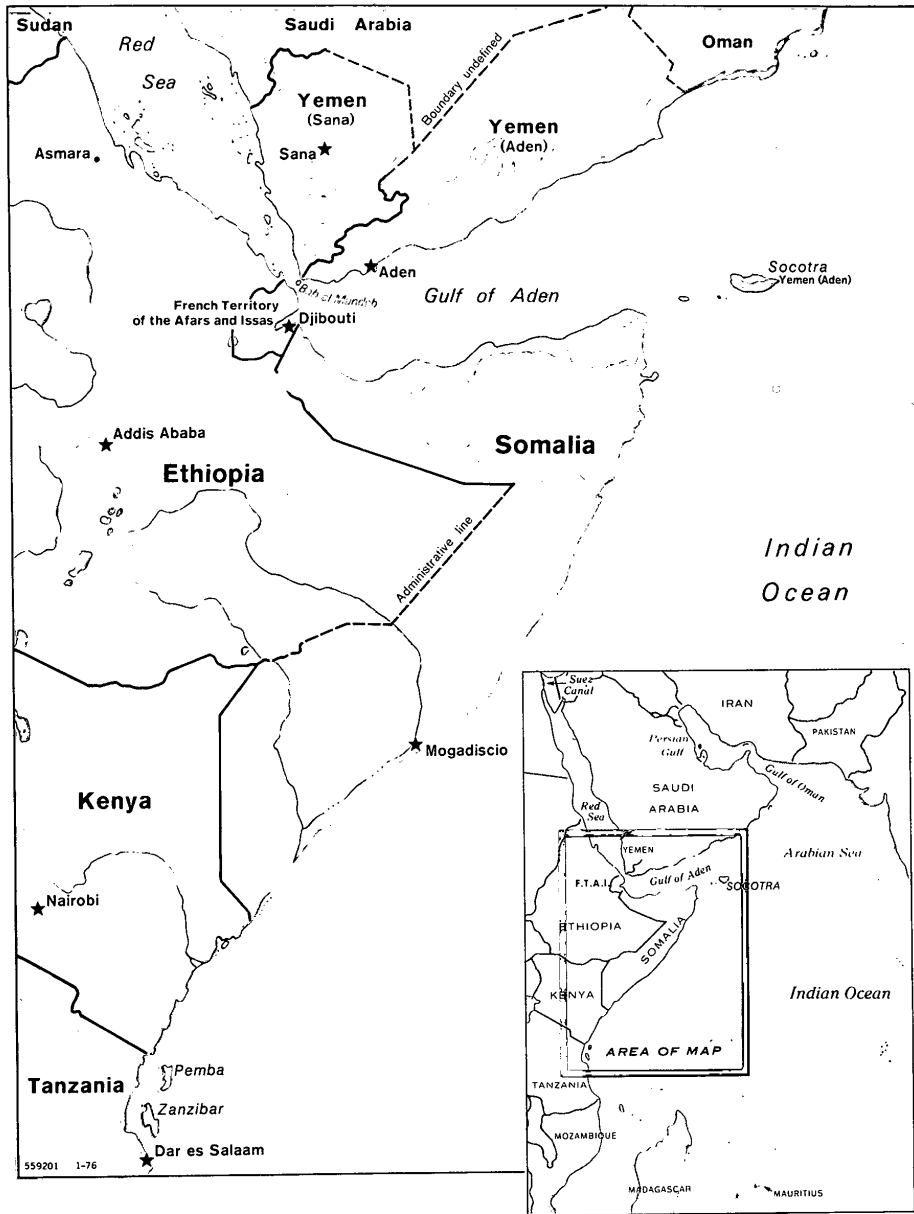 Sudan
Red
Sea
Saudi Arabia
Oman
Yemen
(Sana)
Sana
Boundary undefined
Yemen
(Aden)
Asmara
Aden
Bab el Mandeb
Gulf of Aden
Socotra
Yemen (Aden)
French Territory
of the Afars and Issas
Djibouti
Addis Ababa
Ethiopia
Somalia
Administrative line
Indian
Ocean
Mogadiscio
Kenya
Nairobi
Tanzania
Pemba
Zanzibar
Dar es Salaam
559201 1-76
Suez
Canal
IRAN
PAKISTAN
Persian
Gulf
Gulf of Oman
SAUDI
ARABIA
Red
Sea
Arabian Sea
YEMEN
F.T.A.I.
Gulf of Aden
SOCOTRA
ETHIOPIA
SOMALIA
KENYA
Indian Ocean
AREA OF MAP
TANZANIA
MOZAMBIQUE
MADAGASCAR
MAURITIUS